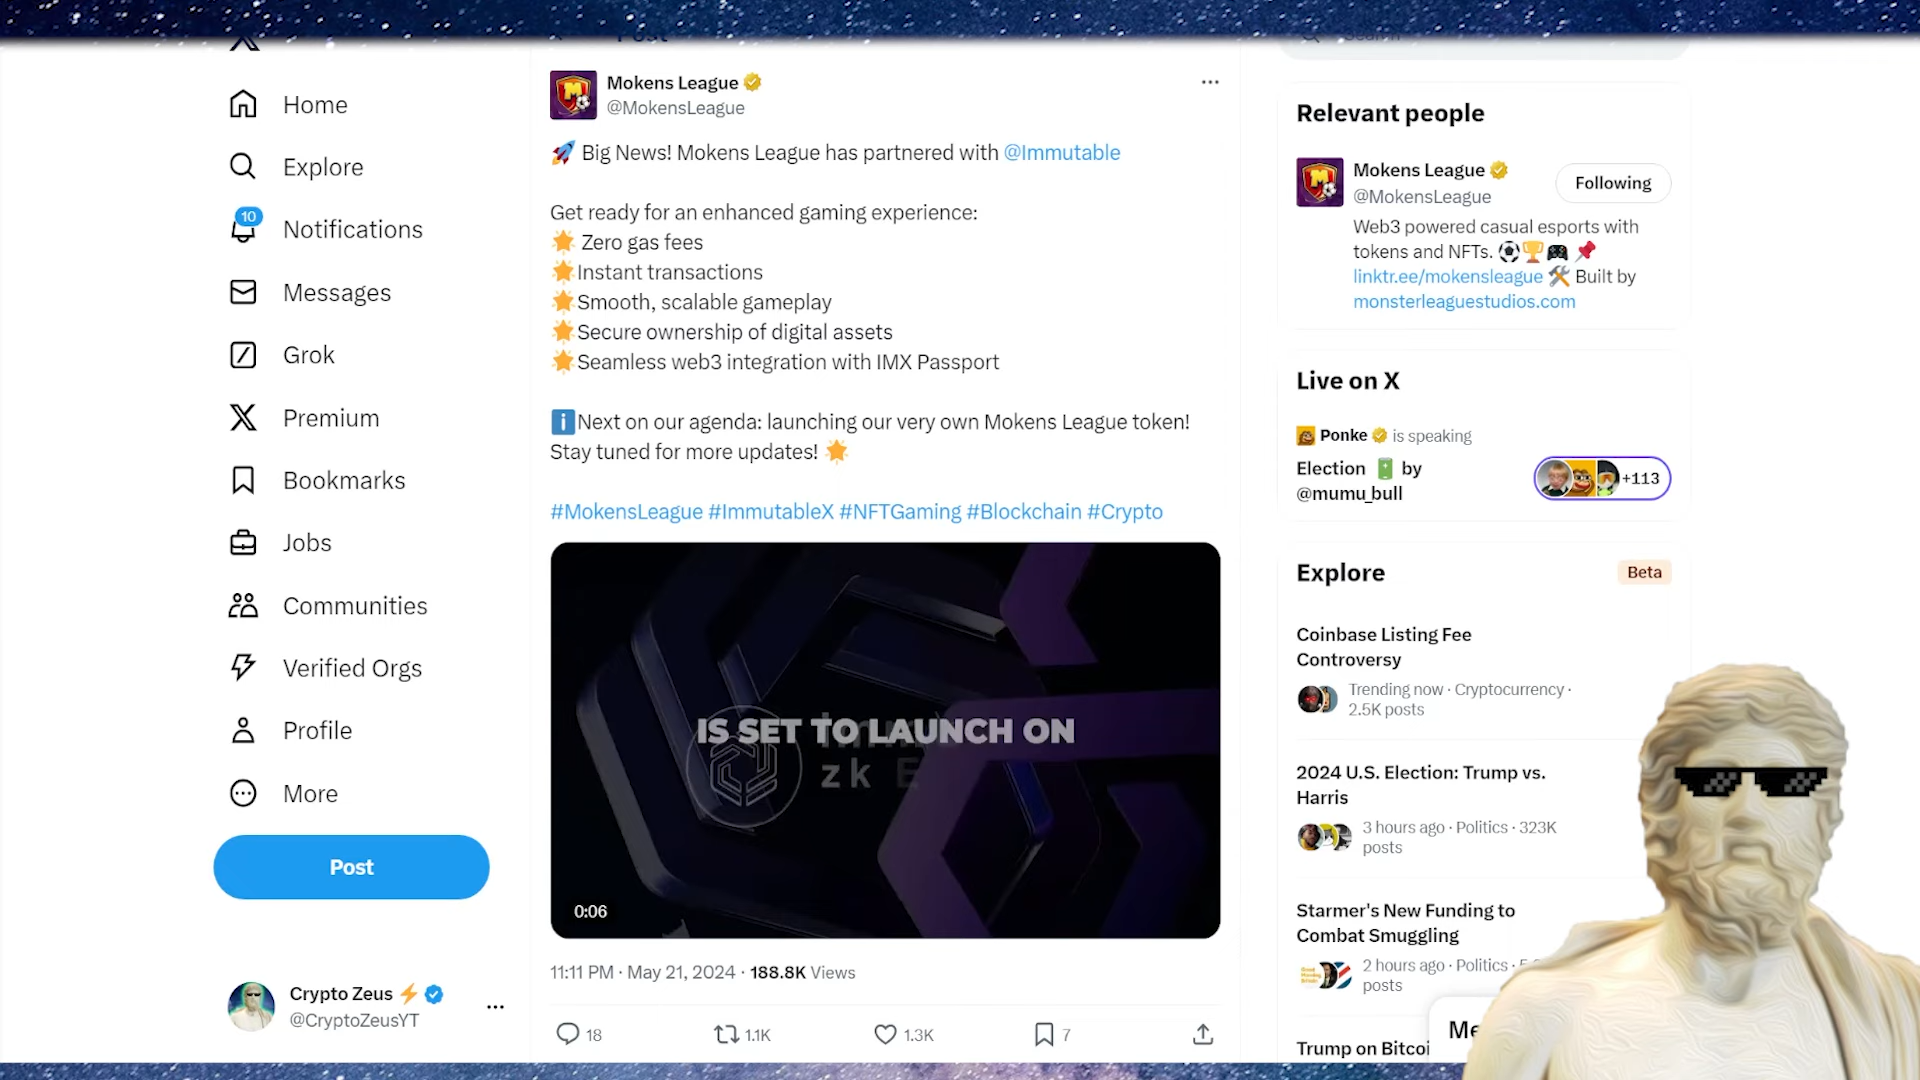 Home
Explore
10
Notifications
Messages
Grok
Premium
Bookmarks
Jobs
Communities
Verified Orgs
Profile
More
Post
Crypto Zeus
@CryptoZeusYT
Post
Mokens League
@MokensLeague
🚀 Big News! Mokens League has partnered with @Immutable
Get ready for an enhanced gaming experience:
🌟 Zero gas fees
🌟Instant transactions
🌟Smooth, scalable gameplay
🌟Secure ownership of digital assets
🌟Seamless web3 integration with IMX Passport
ℹ️Next on our agenda: launching our very own Mokens League token!
Stay tuned for more updates! 🌟
#MokensLeague #ImmutableX #NFTGaming #Blockchain #Crypto
IS SET TO LAUNCH ON
zk E
0:06
11:11 PM · May 21, 2024 · 188.8K Views
18
1.1K
1.3K
7
Search
Relevant people
Mokens League
@MokensLeague
Following
Web3 powered casual esports with
tokens and NFTs. ⚽🏆🎮 📌
linktr.ee/mokensleague 🛠️ Built by
monsterleaguestudios.com
Live on X
Ponke is speaking
Election 🔋 by
@mumu_bull
+113
Explore
Beta
Coinbase Listing Fee
Controversy
Trending now · Cryptocurrency ·
2.5K posts
2024 U.S. Election: Trump vs.
Harris
3 hours ago · Politics · 323K
posts
Starmer's New Funding to
Combat Smuggling
2 hours ago · Politics ·
posts
Trump on Bitcoi
Me